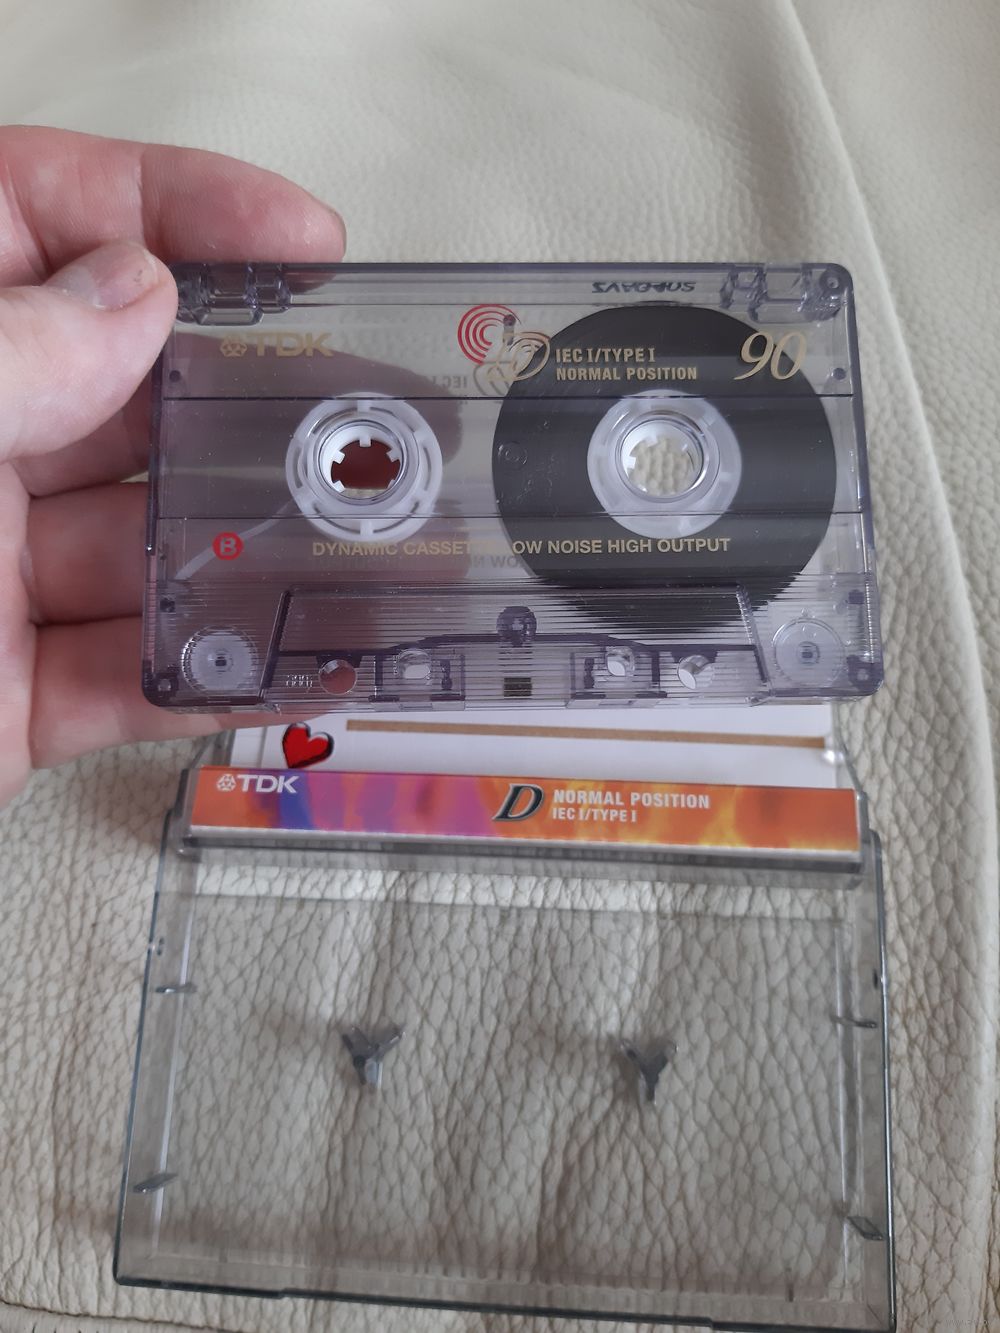 TDK
D
IEC I/TYPE I
NORMAL POSITION
90
B
DYNAMIC CASSETTE LOW NOISE HIGH OUTPUT
TDK
D
NORMAL POSITION
IEC I/TYPE I